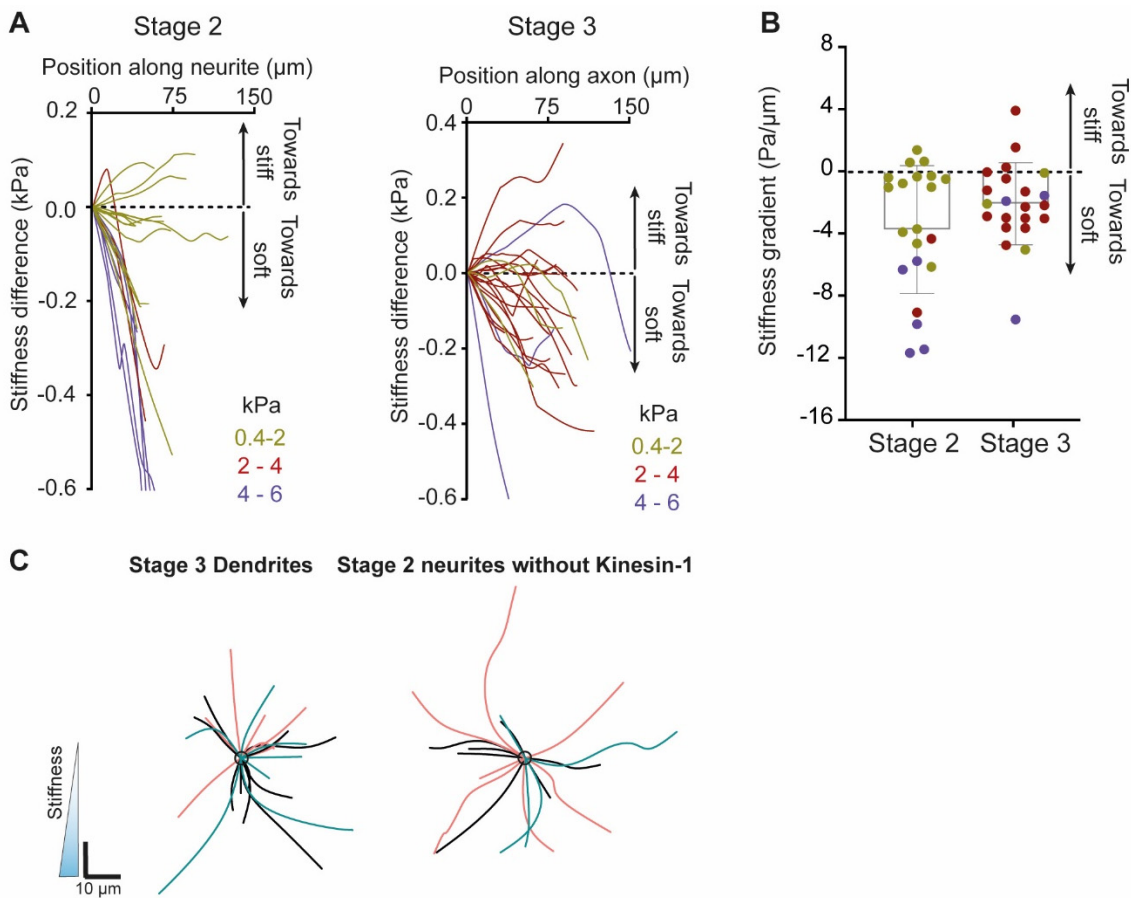 A
Stage 2
Position along neurite (µm)
0 75 150
Stiffness difference (kPa)
0.2
0.0
-0.2
-0.4
-0.6
Towards stiff
Towards soft
kPa
0.4-2
2 - 4
4 - 6
Stage 3
Position along axon (µm)
0 75 150
Stiffness difference (kPa)
0.4
0.2
0.0
-0.2
-0.4
-0.6
Towards stiff
Towards soft
kPa
0.4-2
2 - 4
4 - 6
B
Stiffness gradient (Pa/µm)
8
4
0
-4
-8
-12
-16
Towards stiff
Towards soft
Stage 2 Stage 3
C
Stage 3 Dendrites Stage 2 neurites without Kinesin-1
Stiffness
10 µm